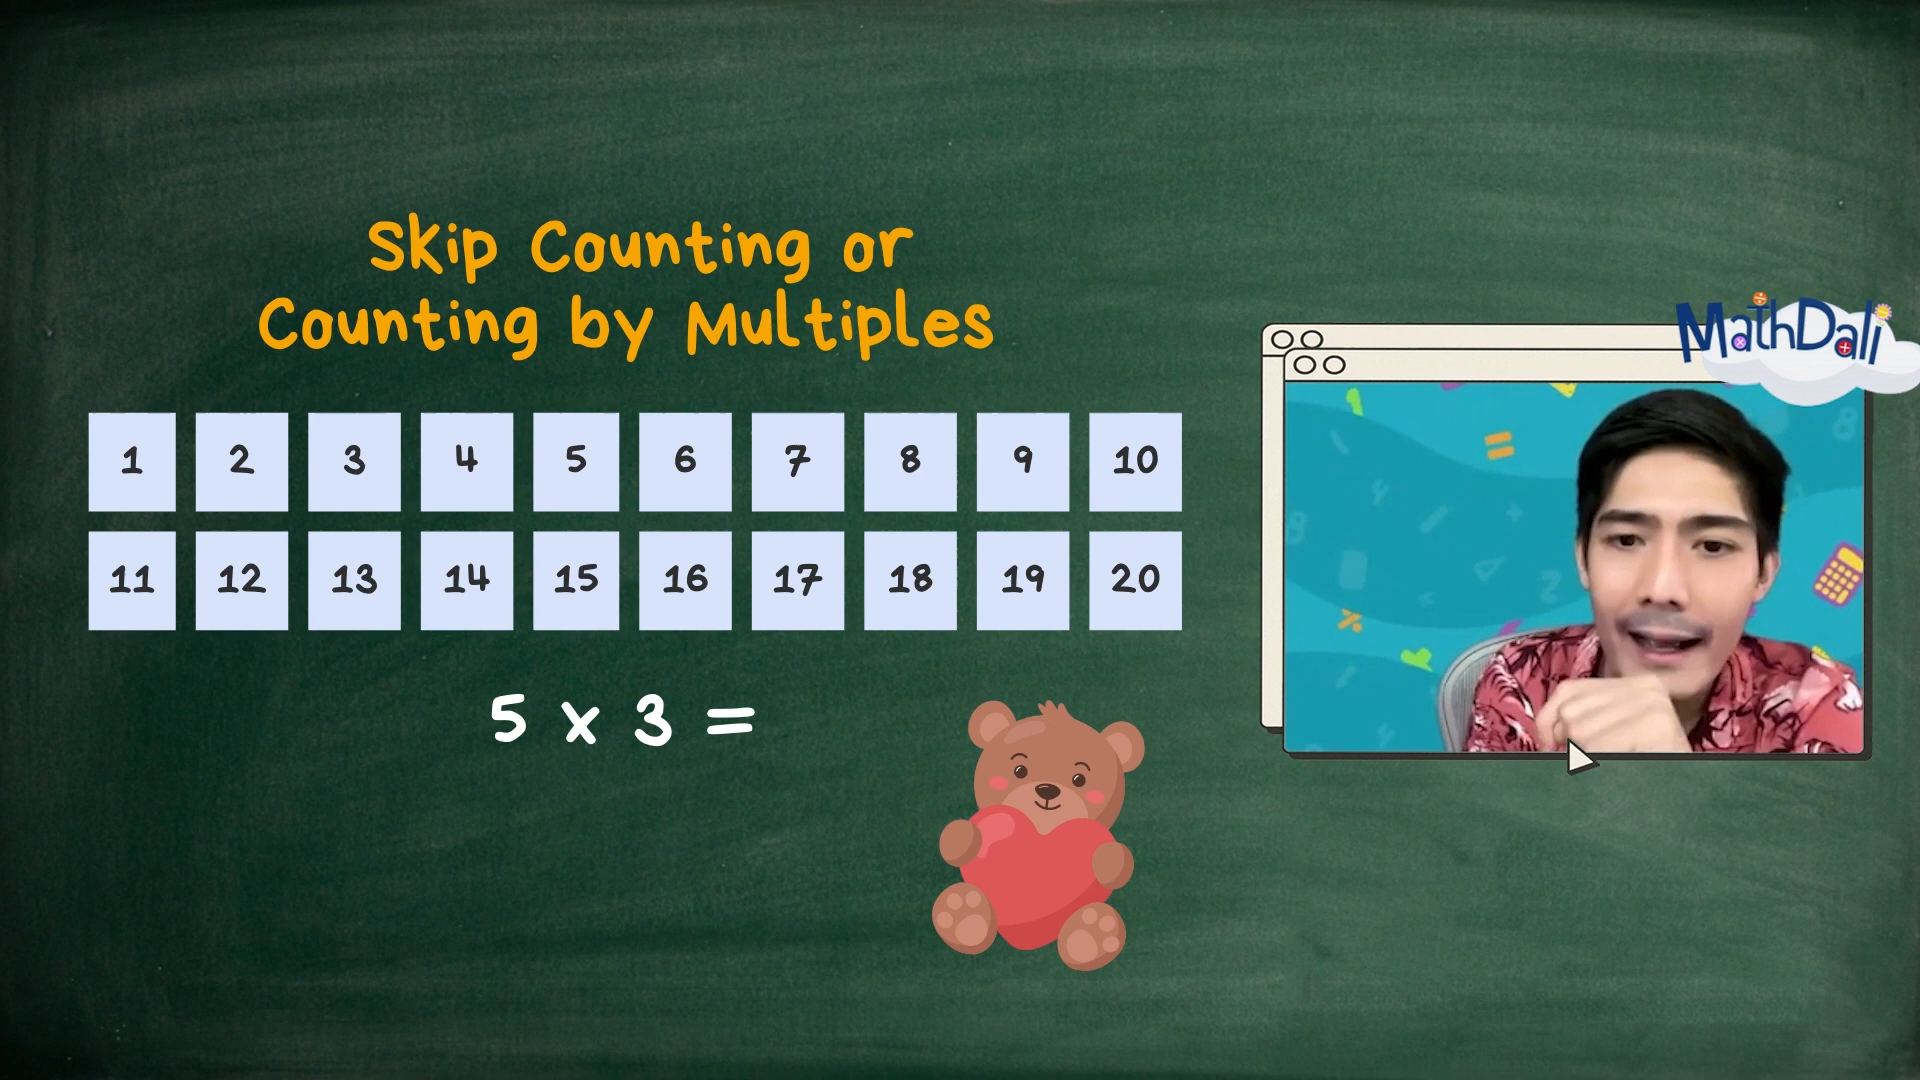 Skip Counting or
Counting by Multiples
1 2 3 4 5 6 7 8 9 10
11 12 13 14 15 16 17 18 19 20
5 x 3 =
MathDali